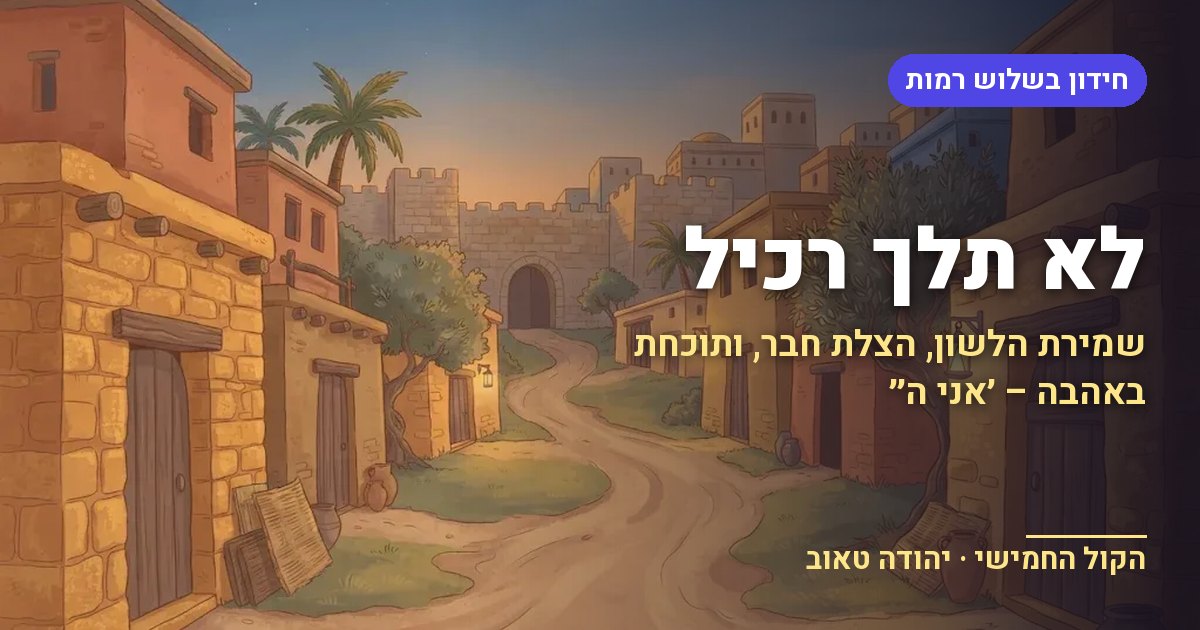 חידון בשלוש רמות
לא תלך רכיל
שמירת הלשון, הצלת חבר, ותוכחת
באהבה – ׳אני ה׳׳
הקול החמישי · יהודה טאוב